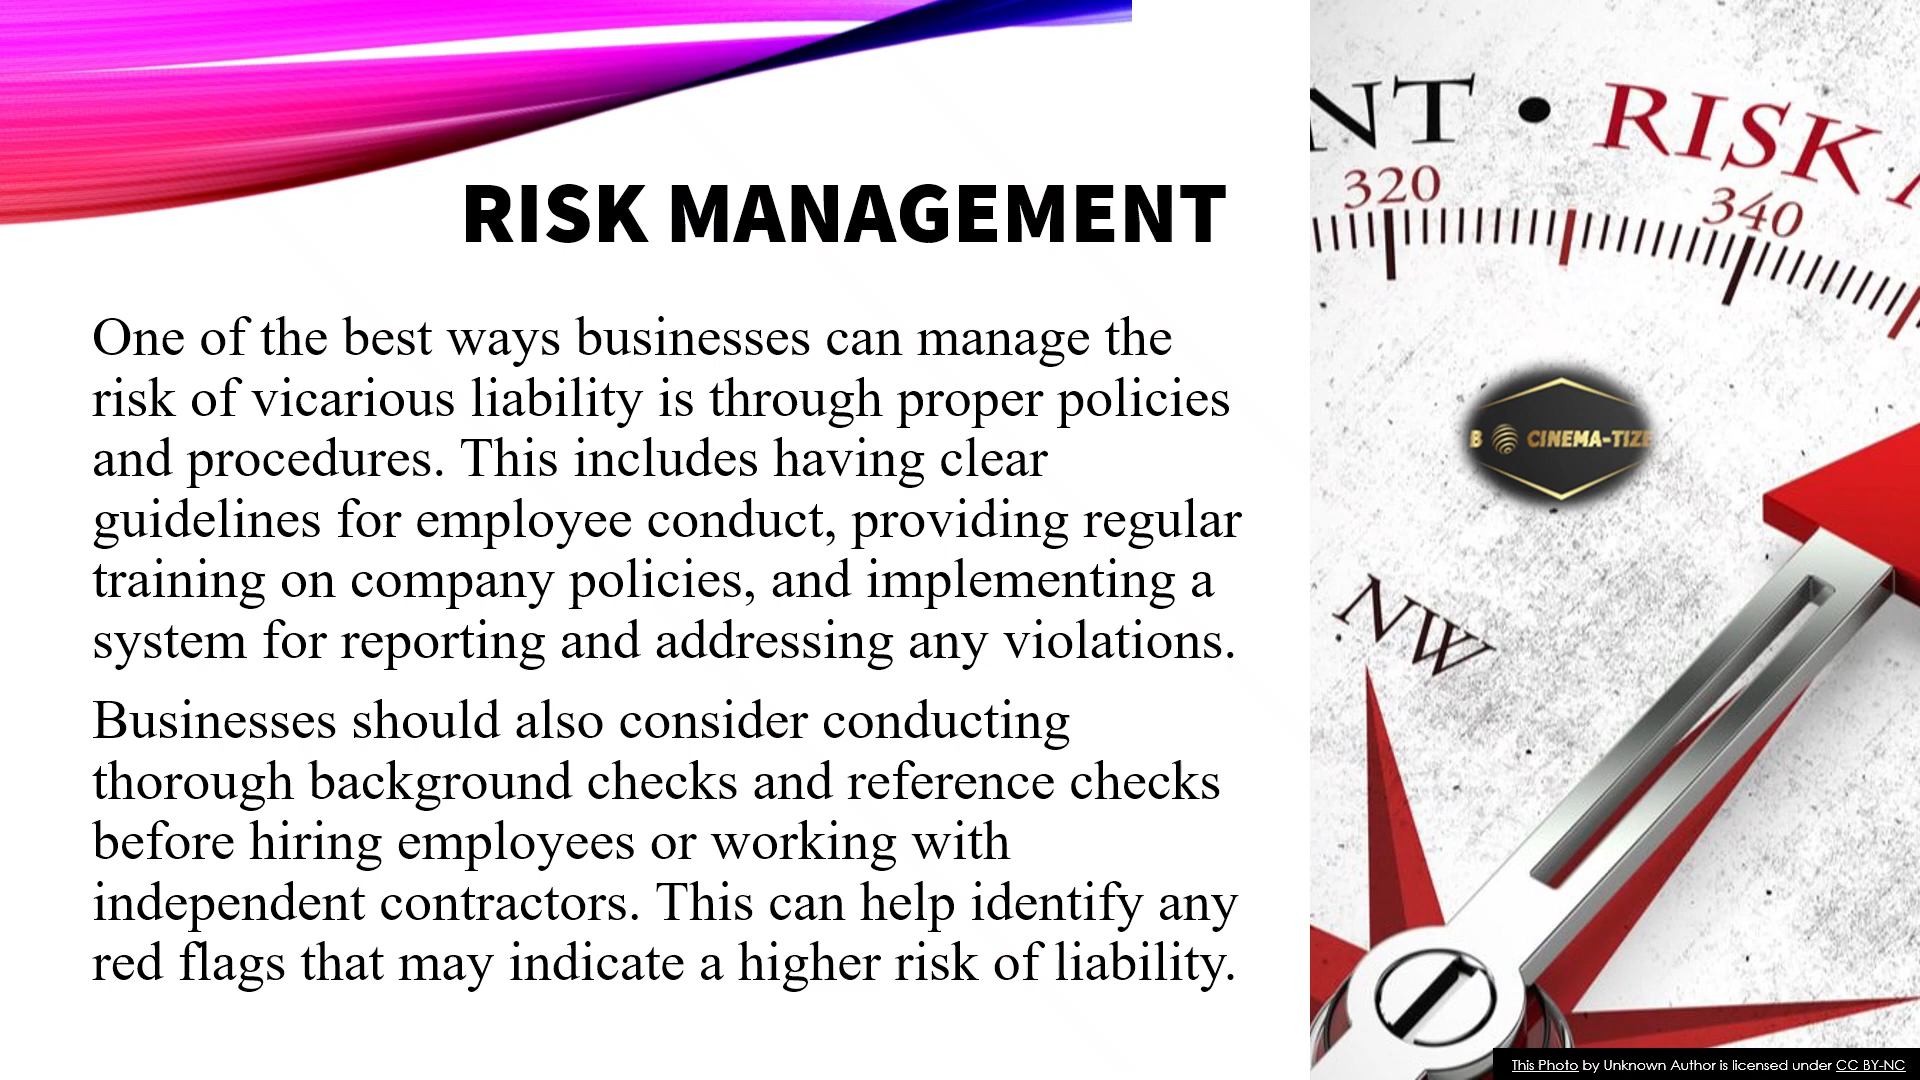 RISK MANAGEMENT
One of the best ways businesses can manage the
risk of vicarious liability is through proper policies
and procedures. This includes having clear
guidelines for employee conduct, providing regular
training on company policies, and implementing a
system for reporting and addressing any violations.
Businesses should also consider conducting
thorough background checks and reference checks
before hiring employees or working with
independent contractors. This can help identify any
red flags that may indicate a higher risk of liability.
NT • RISK
320
340
B CINEMA-TIZE
NW
This Photo by Unknown Author is licensed under CC BY-NC